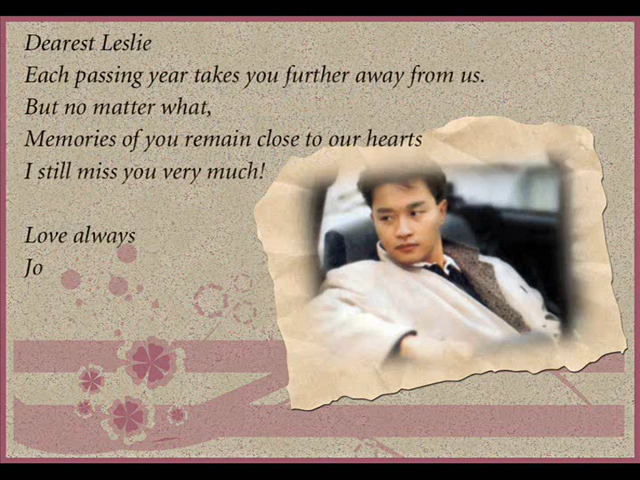 Dearest Leslie
Each passing year takes you further away from us.
But no matter what,
Memories of you remain close to our hearts
I still miss you very much!
Love always
Jo